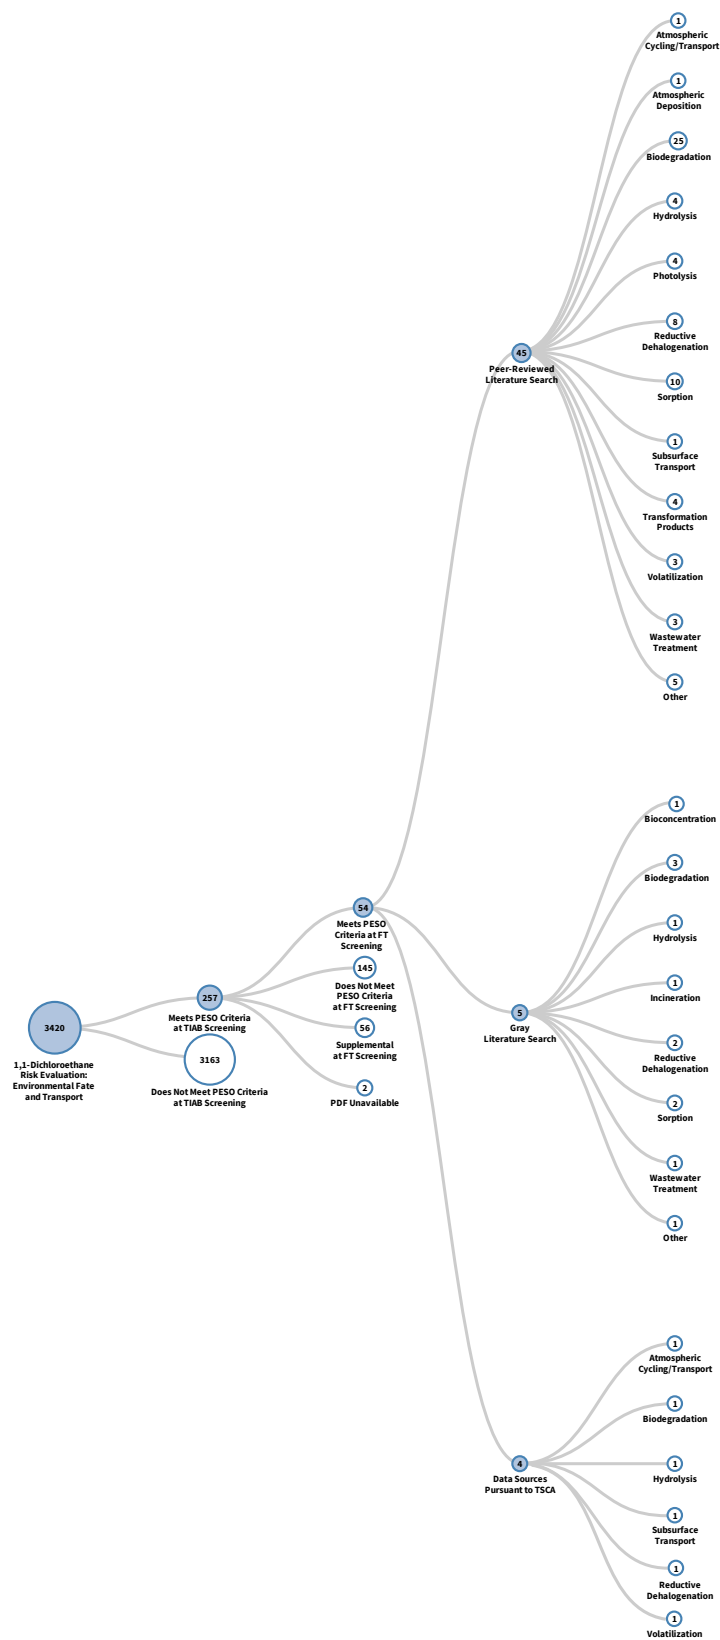 1
Atmospheric
Cycling/Transport
1
Atmospheric
Deposition
25
Biodegradation
4
Hydrolysis
4
Photolysis
8
Reductive
Dehalogenation
45
Peer-Reviewed
Literature Search
10
Sorption
1
Subsurface
Transport
4
Transformation
Products
3
Volatilization
3
Wastewater
Treatment
5
Other
3420
1,1-Dichloroethane
Risk Evaluation:
Environmental Fate
and Transport
257
Meets PESO Criteria
at TIAB Screening
3163
Does Not Meet PESO Criteria
at TIAB Screening
54
Meets PESO
Criteria at FT
Screening
145
Does Not Meet
PESO Criteria
at FT Screening
56
Supplemental
at FT Screening
2
PDF Unavailable
5
Gray
Literature Search
1
Bioconcentration
3
Biodegradation
1
Hydrolysis
1
Incineration
2
Reductive
Dehalogenation
2
Sorption
1
Wastewater
Treatment
1
Other
4
Data Sources
Pursuant to TSCA
1
Atmospheric
Cycling/Transport
1
Biodegradation
1
Hydrolysis
1
Subsurface
Transport
1
Reductive
Dehalogenation
1
Volatilization